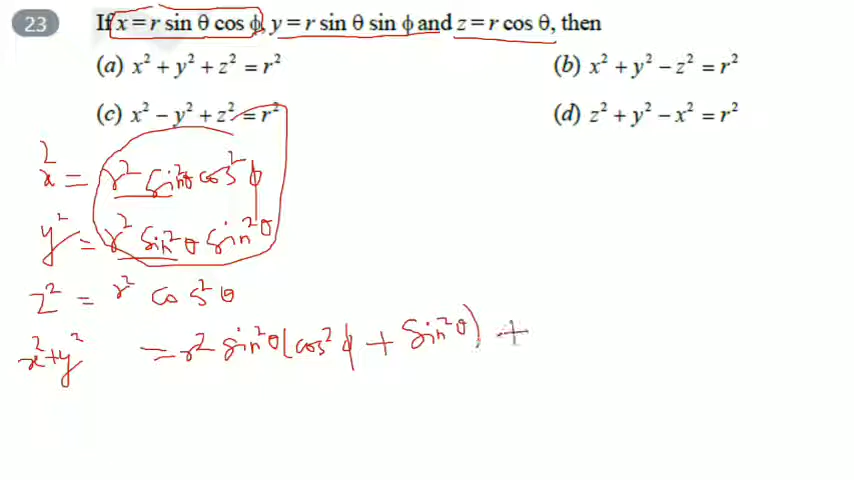 23 If x = r sin θ cos ϕ, y = r sin θ sin ϕ and z = r cos θ, then
(a) x² + y² + z² = r² (b) x² + y² − z² = r²
(c) x² − y² + z² = r² (d) z² + y² − x² = r²
x² = r² sin²θ cos²ϕ
y² = r² sin²θ sin²θ
z² = r² cos²θ
x²+y² = r² sin²θ(cos²ϕ + sin²θ) +